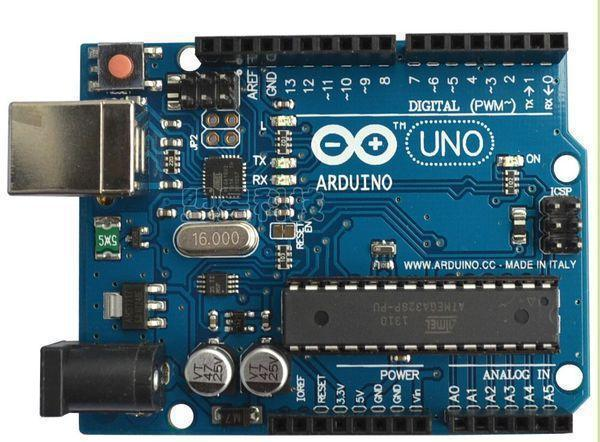 AREF
GND
13
12
~11
~10
~9
8
7
~6
~5
4
~3
2
TX→1
RX←0
DIGITAL (PWM~)
JP2
L
TX
RX
™
UNO
ARDUINO
ON
ICSP
16.000
RESET
EN
WWW.ARDUINO.CC - MADE IN ITALY
ATMEL
1310
ATMEGA328P-PU
VT
47
25V
VT
47
25V
M7
POWER
ANALOG IN
IOREF
RESET
3.3V
5V
GND
GND
Vin
A0
A1
A2
A3
A4
A5